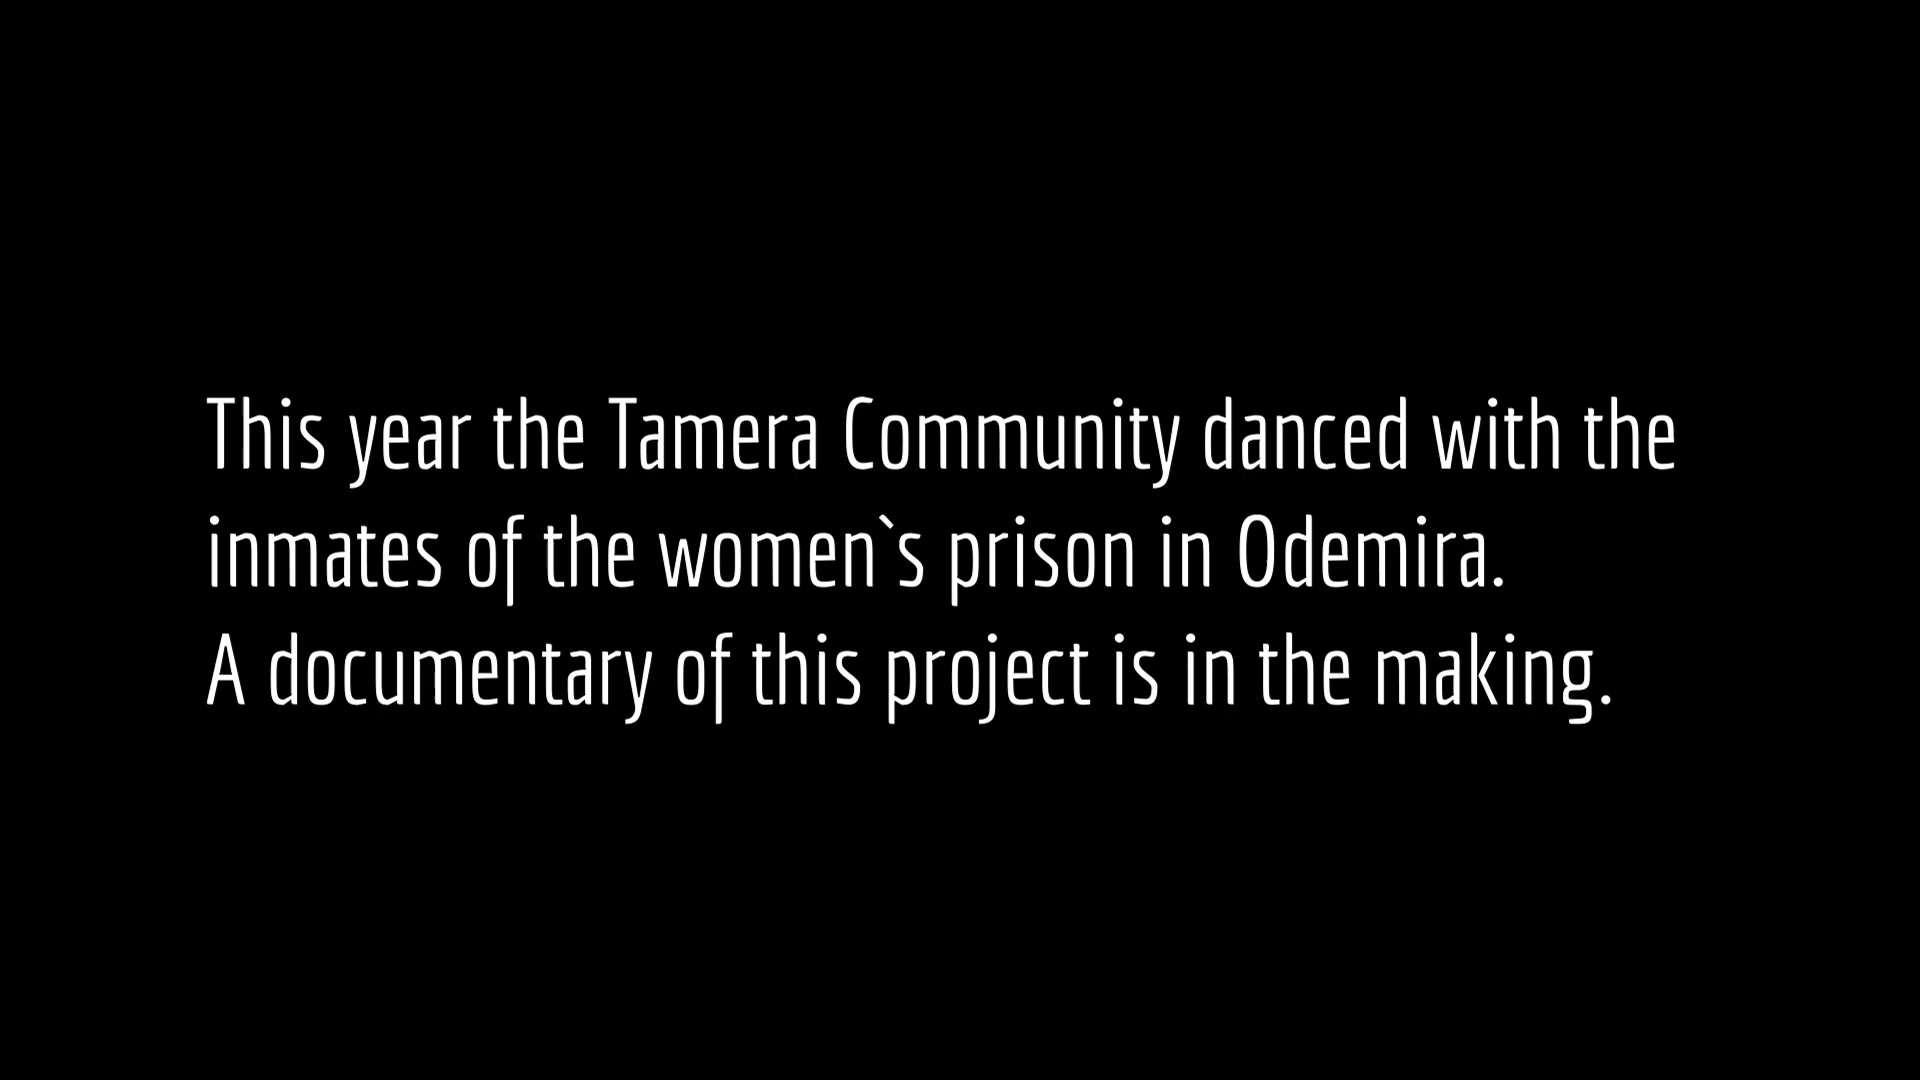 This year the Tamera Community danced with the
inmates of the women`s prison in Odemira.
A documentary of this project is in the making.